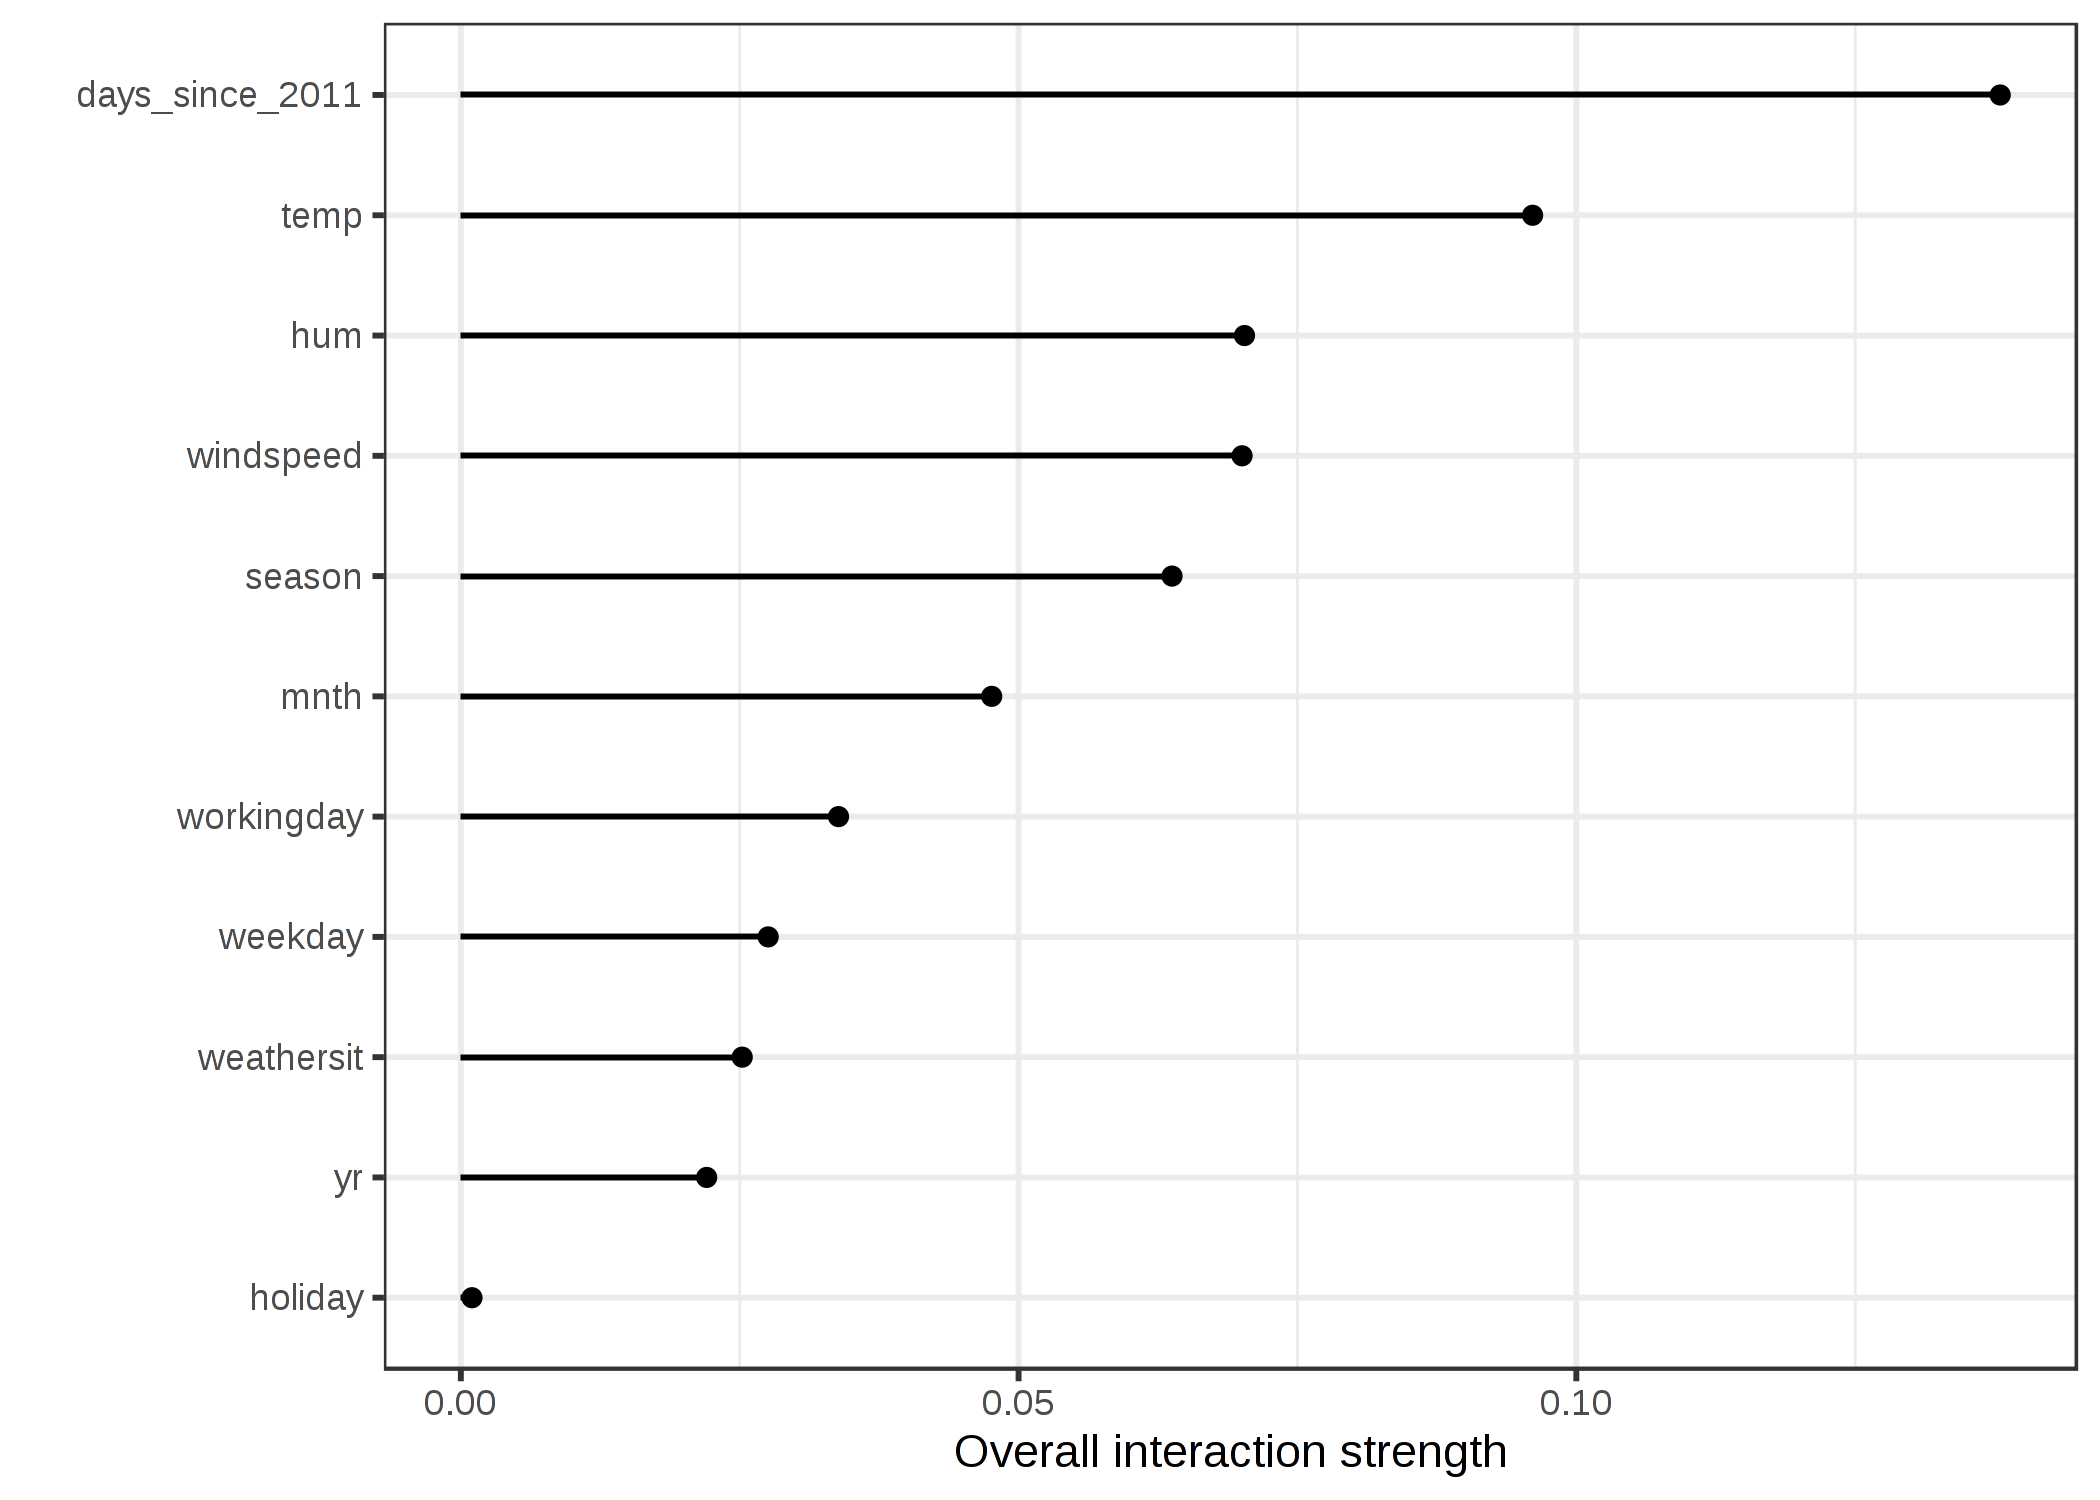 days_since_2011
temp
hum
windspeed
season
mnth
workingday
weekday
weathersit
yr
holiday
0.00 0.05 0.10
Overall interaction strength